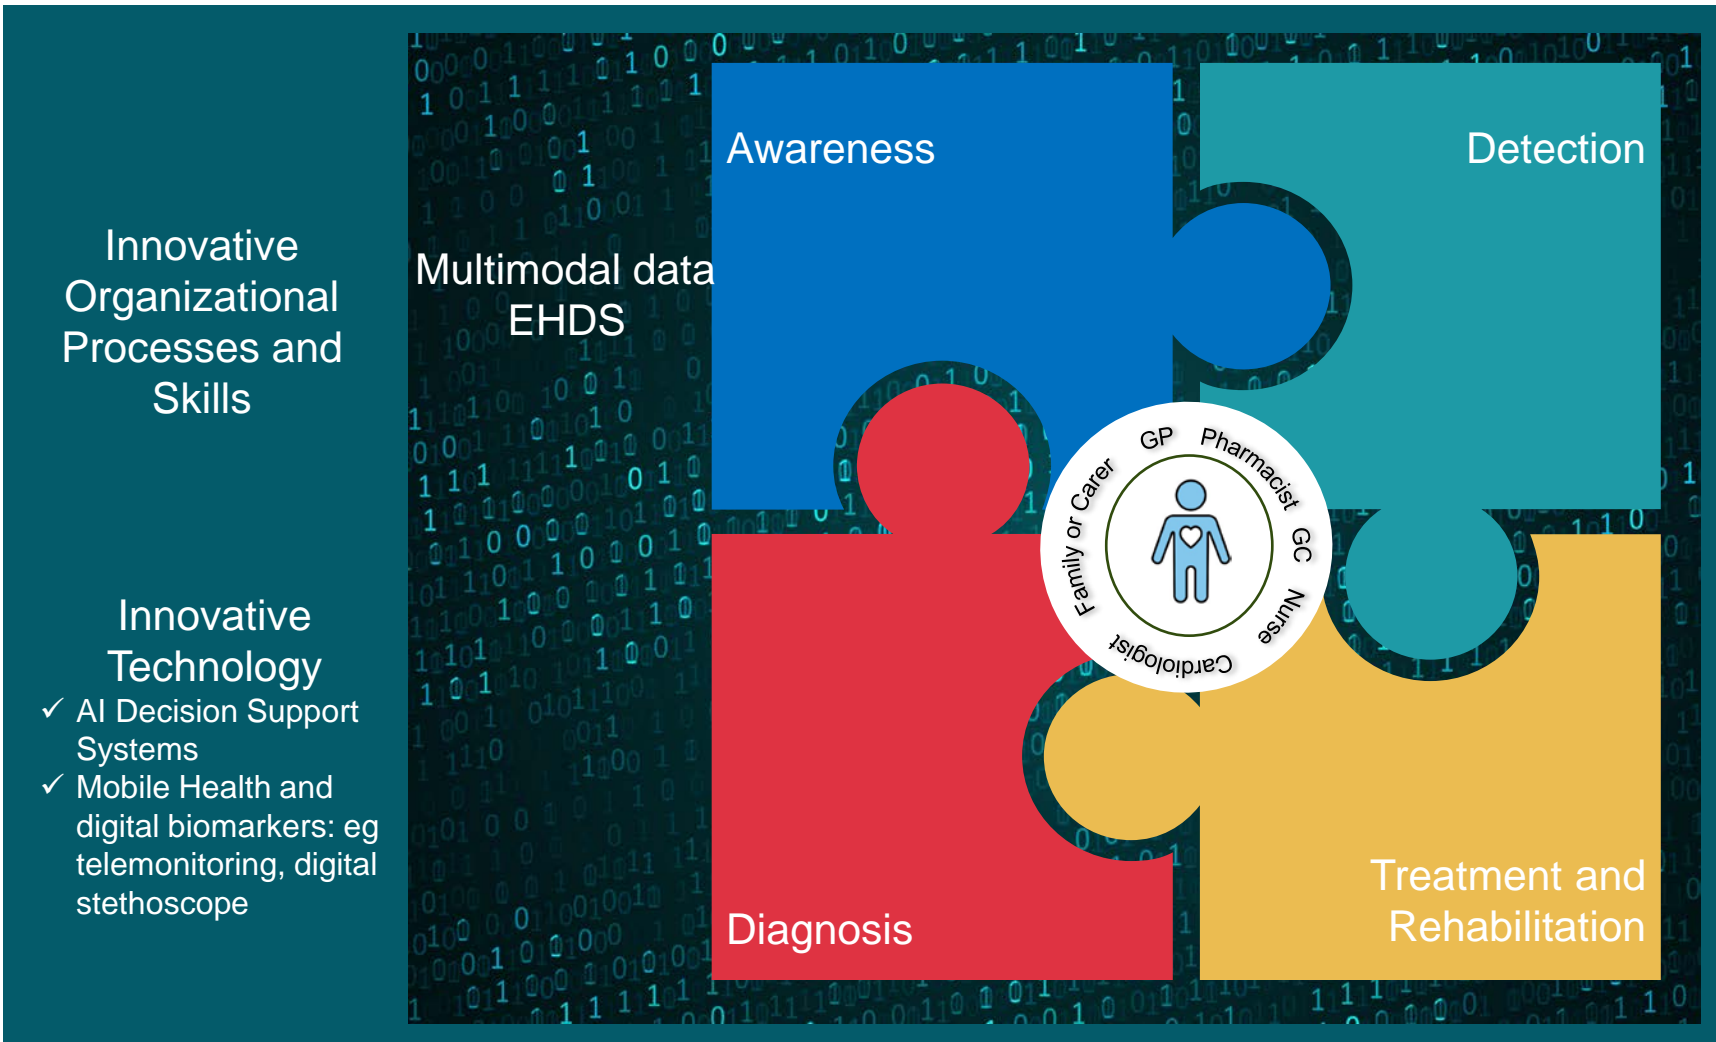 Innovative
Organizational
Processes and
Skills
Innovative
Technology
✓ AI Decision Support
Systems
✓ Mobile Health and
digital biomarkers: eg
telemonitoring, digital
stethoscope
Multimodal data
EHDS
Awareness
Detection
GP
Pharmacist
GC
Nurse
Cardiologist
Family or Carer
Diagnosis
Treatment and
Rehabilitation